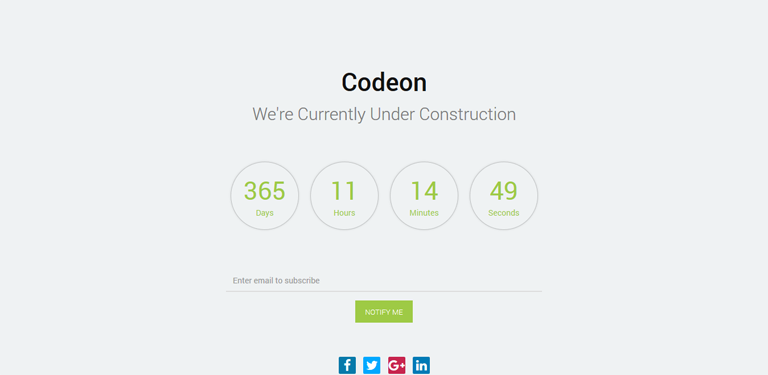 Codeon
We're Currently Under Construction
365 11 14 49
Days Hours Minutes Seconds
Enter email to subscribe
NOTIFY ME
f G+ in